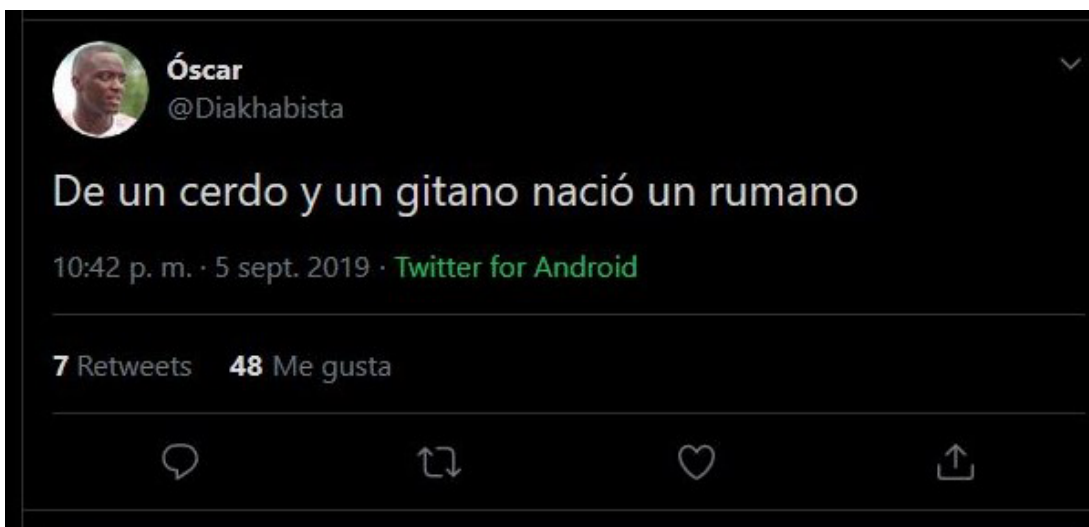 Óscar
@Diakhabista
De un cerdo y un gitano nació un rumano
10:42 p. m. · 5 sept. 2019 · Twitter for Android
7 Retweets 48 Me gusta